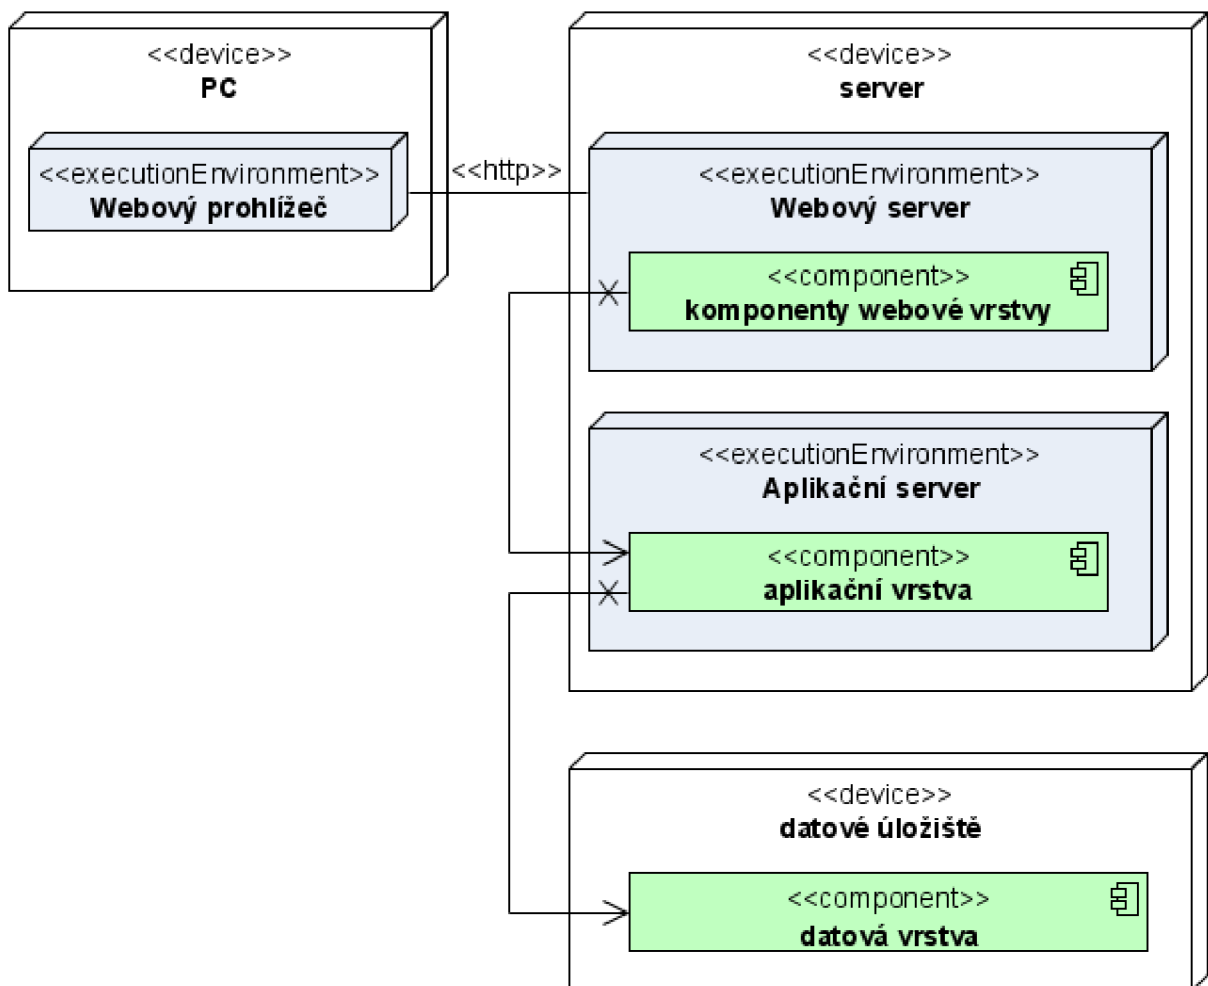 <<device>>
PC
<<executionEnvironment>>
Webový prohlížeč
<<http>>
<<device>>
server
<<executionEnvironment>>
Webový server
<<component>>
komponenty webové vrstvy
<<executionEnvironment>>
Aplikační server
<<component>>
aplikační vrstva
<<device>>
datové úložiště
<<component>>
datová vrstva